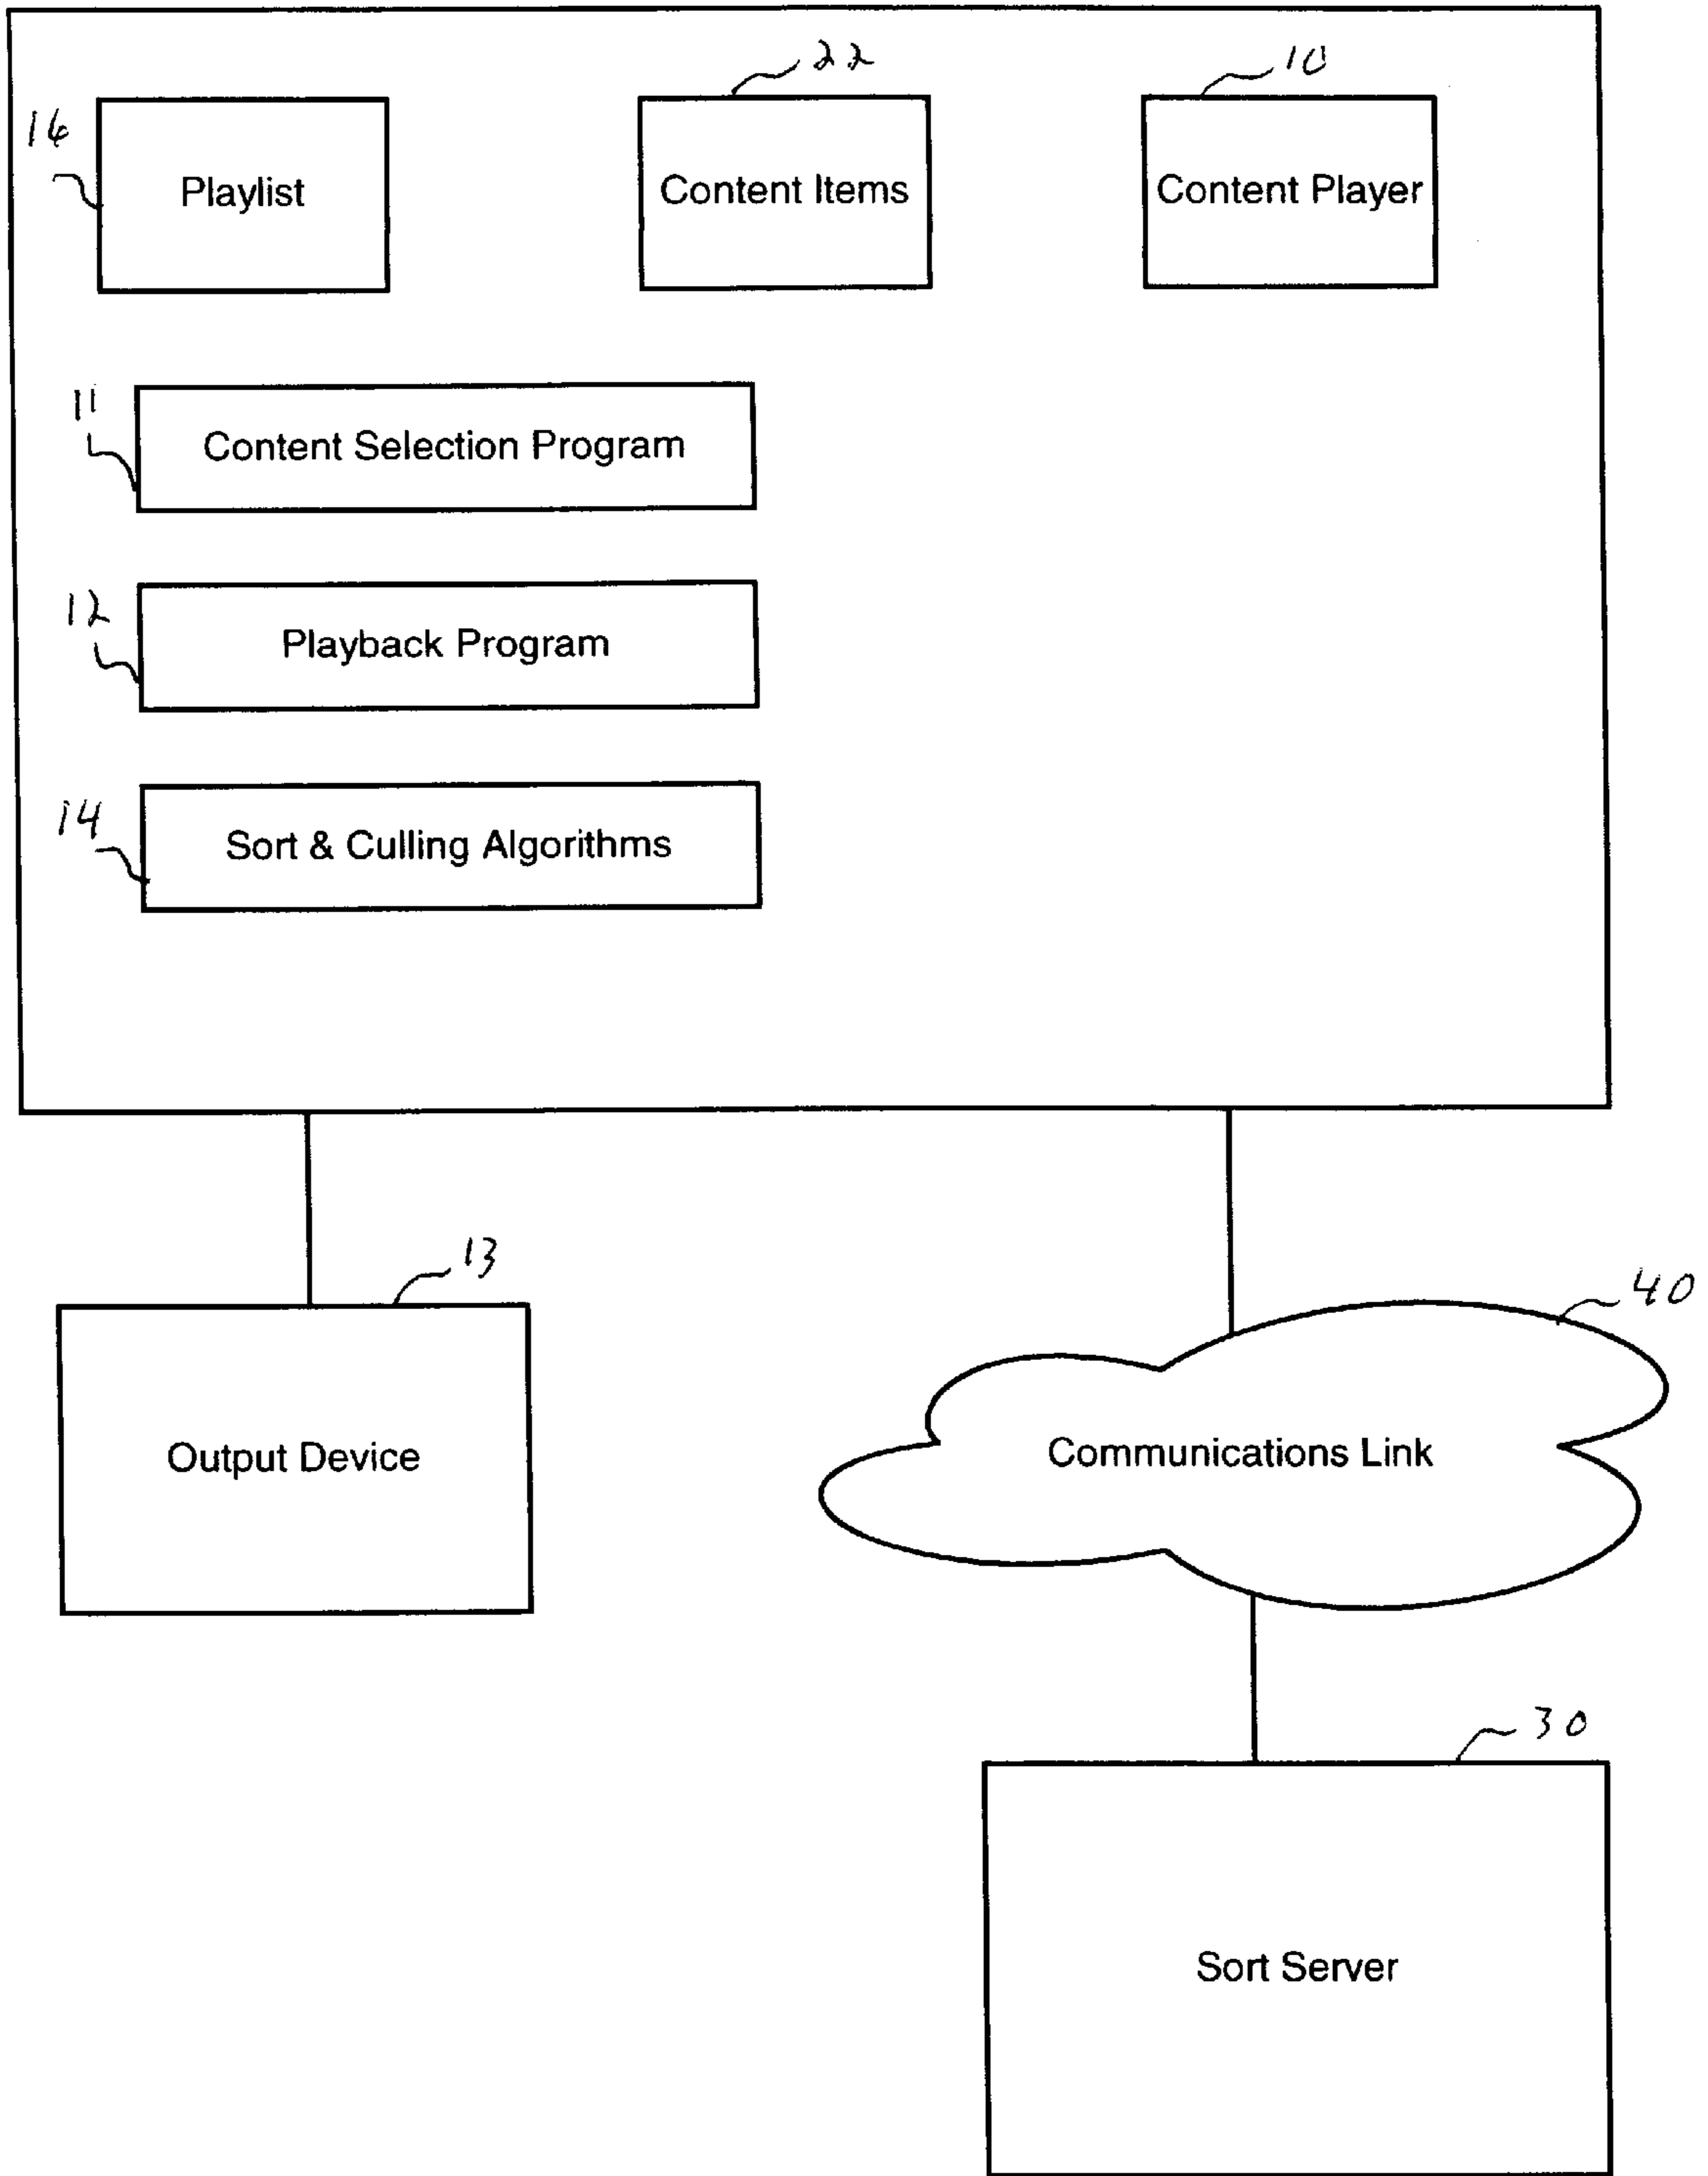 22
10
16
Playlist
Content Items
Content Player
11
Content Selection Program
12
Playback Program
14
Sort & Culling Algorithms
13
40
Output Device
Communications Link
30
Sort Server